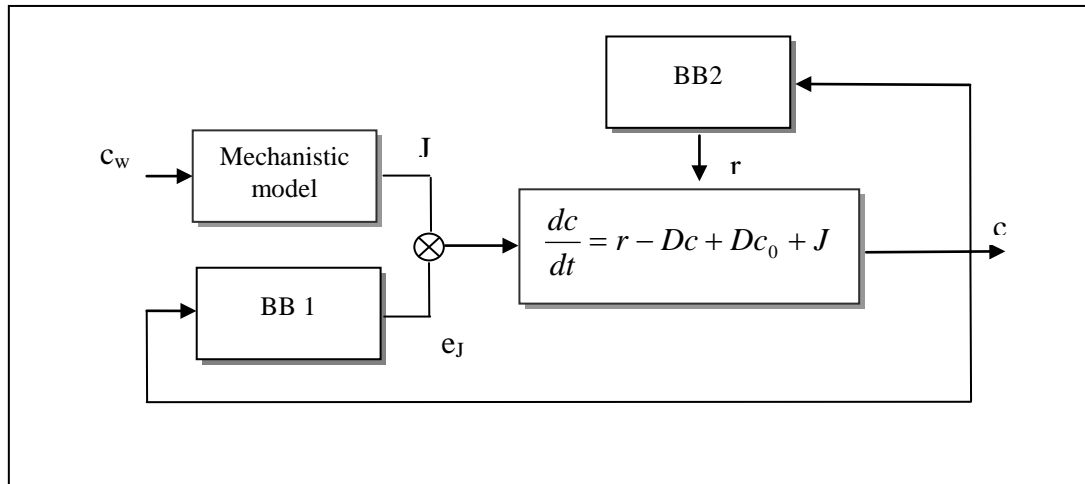 BB2
c_w
Mechanistic
model
J
r
dc/dt = r − Dc + Dc_0 + J
c
BB 1
e_J